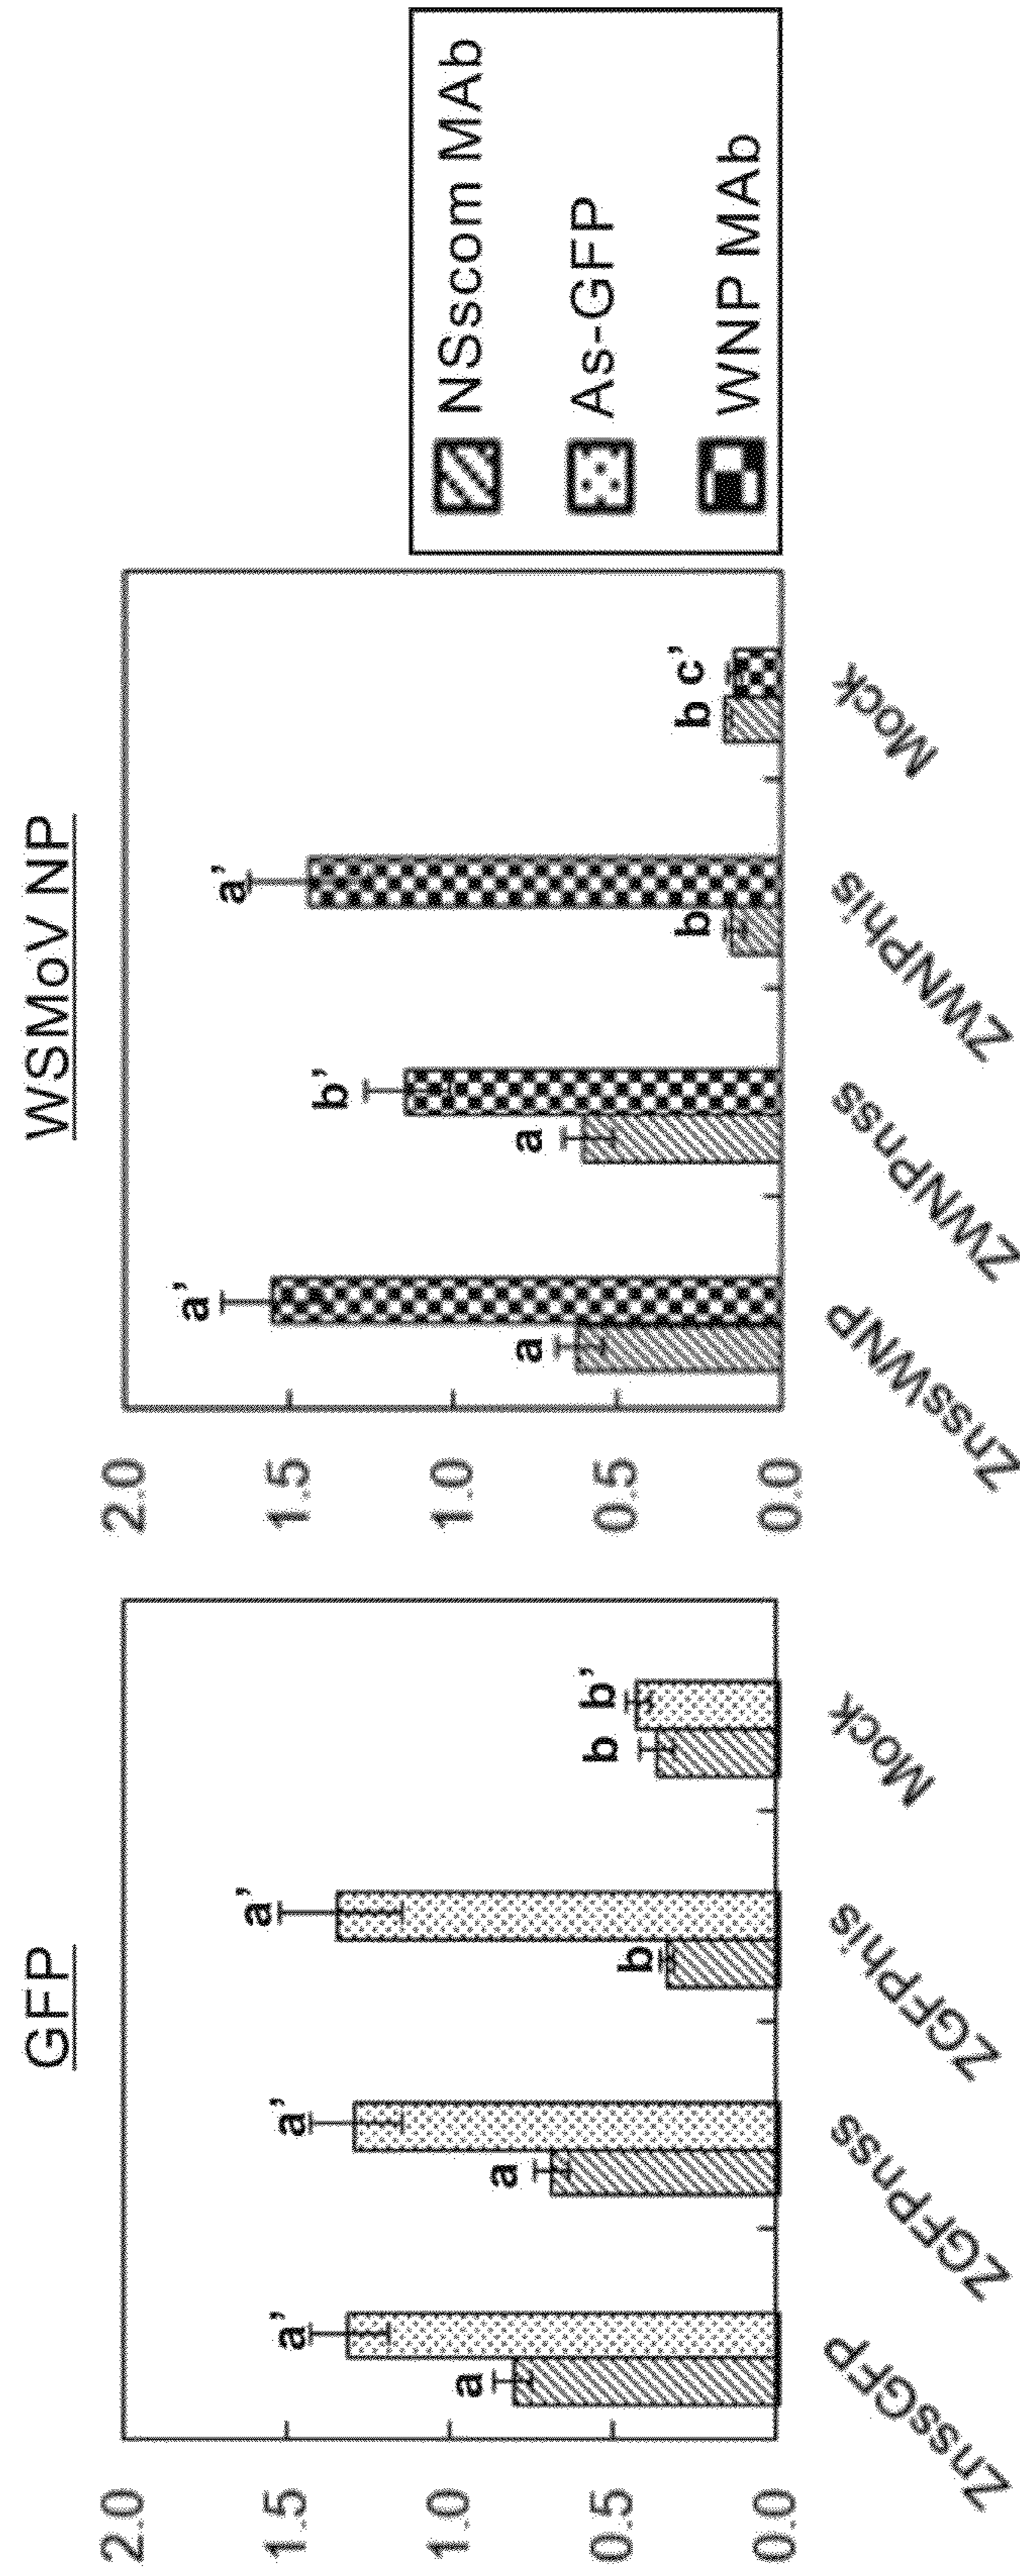 GFP
2.0
1.5
1.0
0.5
0.0
a a'
a a'
b a'
b b'
ZnssGFP
ZGFPnss
ZGFPhis
Mock
WSMoV NP
2.0
1.5
1.0
0.5
0.0
a a'
a b'
b a'
b c'
ZnssWNP
ZWNPnss
ZWNPhis
Mock
NSscom MAb
As-GFP
WNP MAb